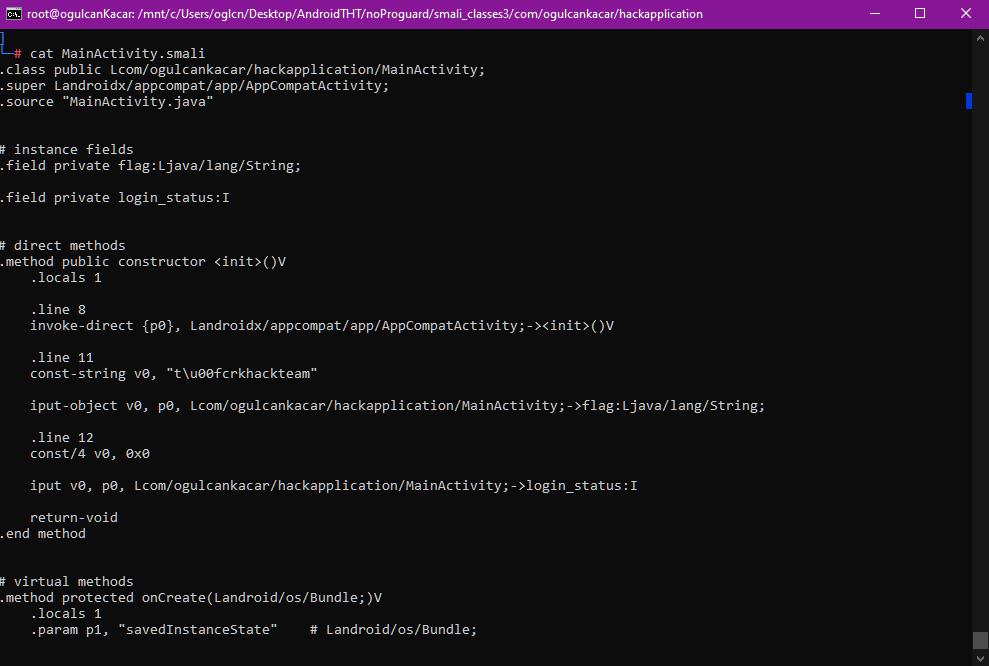 root@ogulcanKacar: /mnt/c/Users/oglcn/Desktop/AndroidTHT/noProguard/smali_classes3/com/ogulcankacar/hackapplication
]
└─# cat MainActivity.smali
.class public Lcom/ogulcankacar/hackapplication/MainActivity;
.super Landroidx/appcompat/app/AppCompatActivity;
.source "MainActivity.java"
# instance fields
.field private flag:Ljava/lang/String;
.field private login_status:I
# direct methods
.method public constructor <init>()V
.locals 1
.line 8
invoke-direct {p0}, Landroidx/appcompat/app/AppCompatActivity;-><init>()V
.line 11
const-string v0, "t\u00fcrkhackteam"
iput-object v0, p0, Lcom/ogulcankacar/hackapplication/MainActivity;->flag:Ljava/lang/String;
.line 12
const/4 v0, 0x0
iput v0, p0, Lcom/ogulcankacar/hackapplication/MainActivity;->login_status:I
return-void
.end method
# virtual methods
.method protected onCreate(Landroid/os/Bundle;)V
.locals 1
.param p1, "savedInstanceState"    # Landroid/os/Bundle;